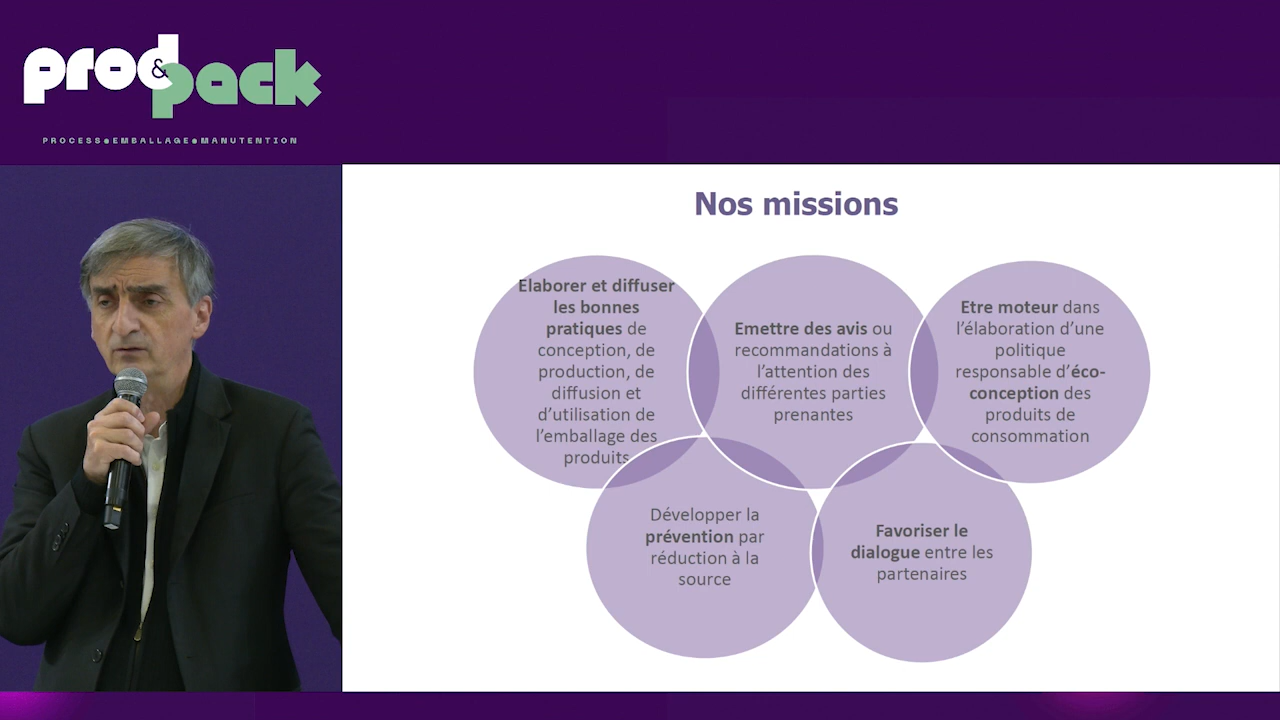 prod&pack
PROCESS●EMBALLAGE●MANUTENTION
Nos missions
Elaborer et diffuser
les bonnes
pratiques de
conception, de
production, de
diffusion et
d’utilisation de
l’emballage des
produits
Emettre des avis ou
recommandations à
l’attention des
différentes parties
prenantes
Etre moteur dans
l’élaboration d’une
politique
responsable d’éco-
conception des
produits de
consommation
Développer la
prévention par
réduction à la
source
Favoriser le
dialogue entre les
partenaires